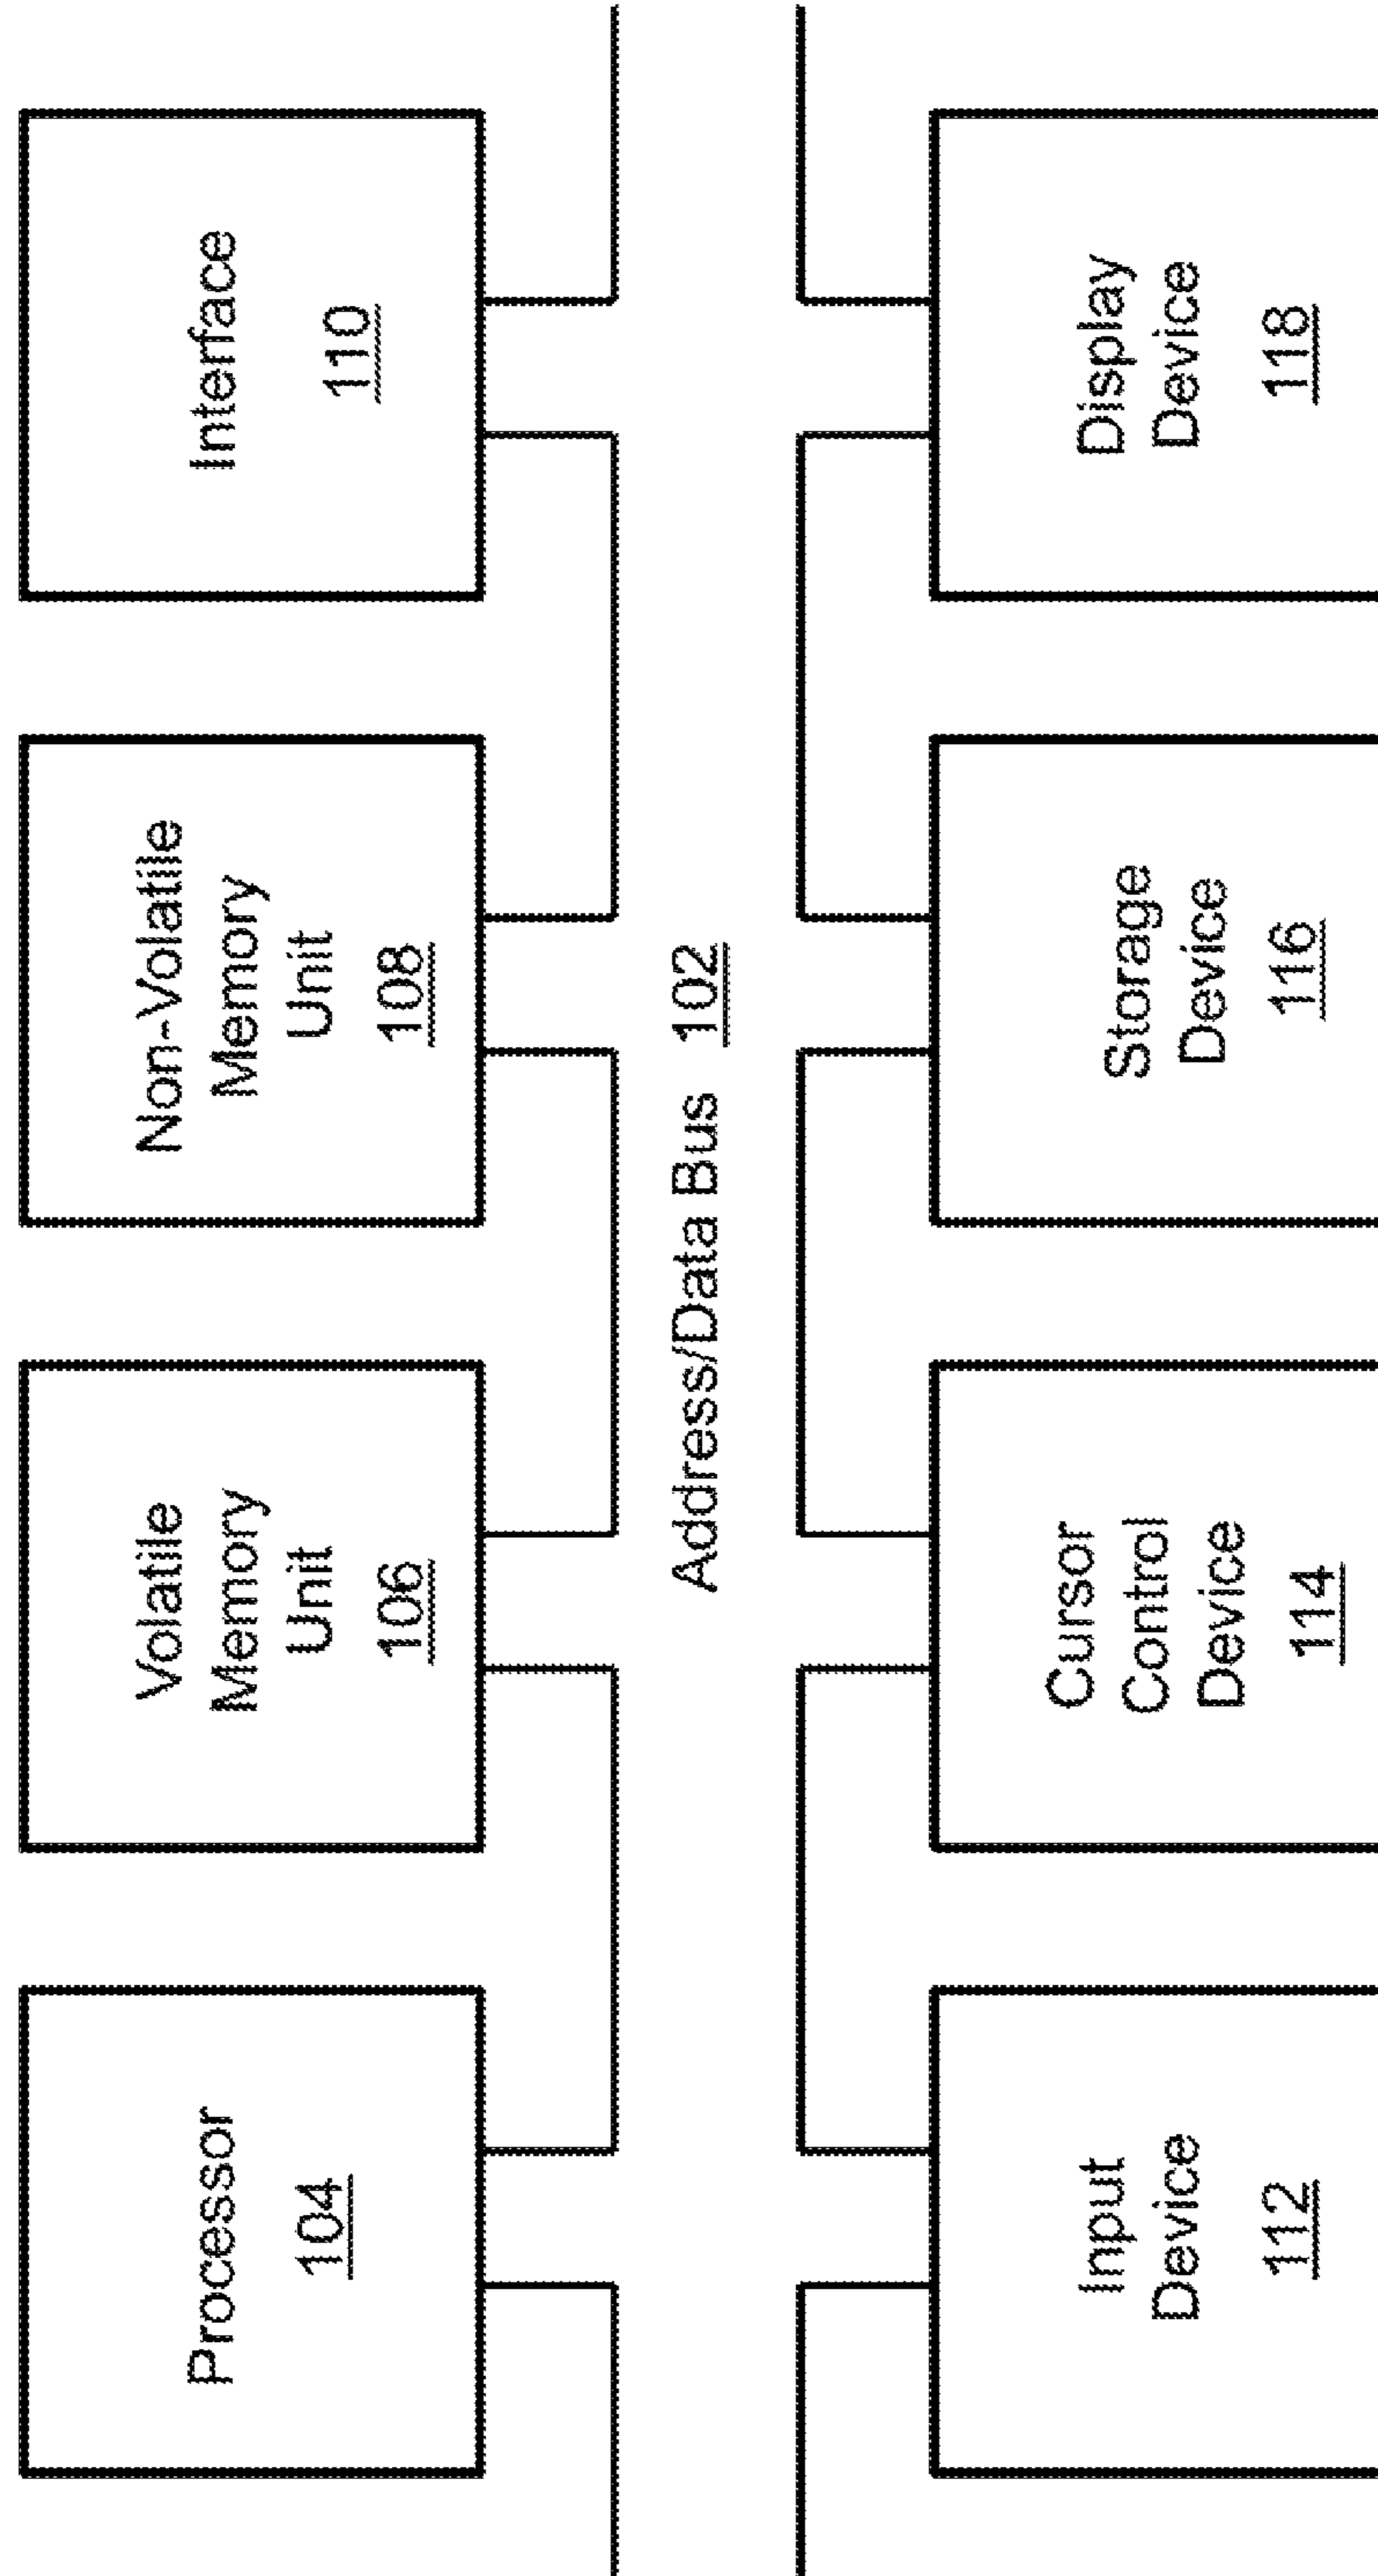 Processor
104
Volatile
Memory
Unit
106
Non-Volatile
Memory
Unit
108
Interface
110
Address/Data Bus 102
Input
Device
112
Cursor
Control
Device
114
Storage
Device
116
Display
Device
118